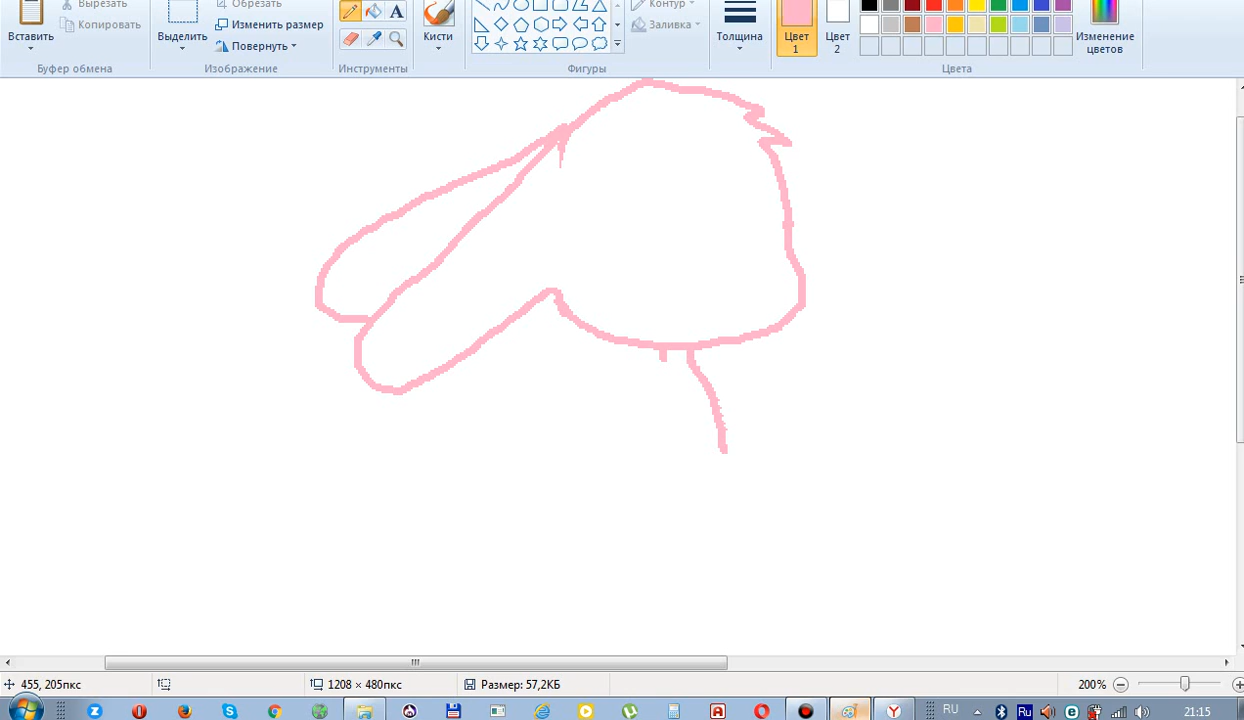 Вырезать
Обрезать
Контур
Копировать
Изменить размер
Заливка
Вставить
Выделить
Повернуть
A
Кисти
Толщина
Цвет
1
Цвет
2
Изменение
цветов
Буфер обмена
Изображение
Инструменты
Фигуры
Цвета
455, 205пкс
1208 × 480пкс
Размер: 57,2КБ
200%
RU
Ru
21:15